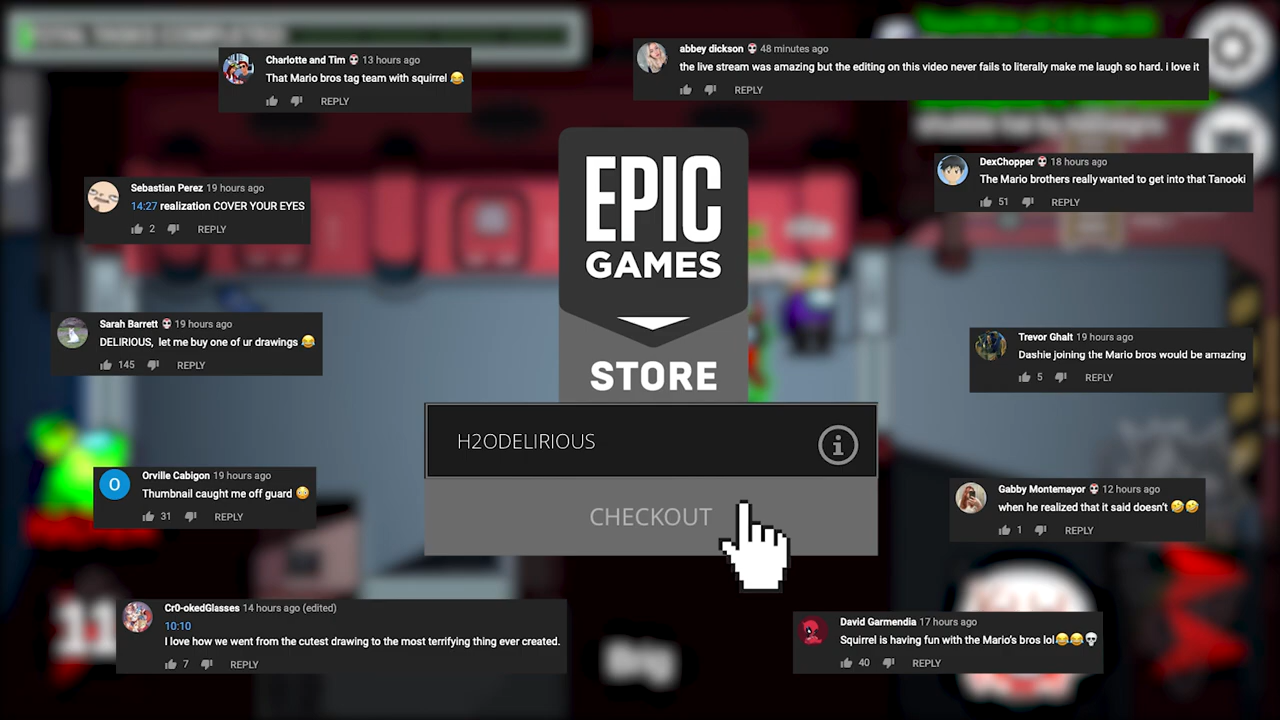 TOTAL TASKS COMPLETED
Charlotte and Tim 13 hours ago
That Mario bros tag team with squirrel 😂
REPLY
abbey dickson 48 minutes ago
the live stream was amazing but the editing on this video never fails to literally make me laugh so hard. i love it
REPLY
Sebastian Perez 19 hours ago
14:27 realization COVER YOUR EYES
2 REPLY
DexChopper 18 hours ago
The Mario brothers really wanted to get into that Tanooki
51 REPLY
EPIC
GAMES
STORE
Sarah Barrett 19 hours ago
DELIRIOUS, let me buy one of ur drawings 😂
145 REPLY
Trevor Ghalt 19 hours ago
Dashie joining the Mario bros would be amazing
5 REPLY
H2ODELIRIOUS
i
CHECKOUT
O
Orville Cabigon 19 hours ago
Thumbnail caught me off guard 😳
31 REPLY
Gabby Montemayor 12 hours ago
when he realized that it said doesn't 🤣🤣
1 REPLY
Cr0-okedGlasses 14 hours ago (edited)
10:10
I love how we went from the cutest drawing to the most terrifying thing ever created.
7 REPLY
David Garmendia 17 hours ago
Squirrel is having fun with the Mario's bros lol😂😂💀
40 REPLY